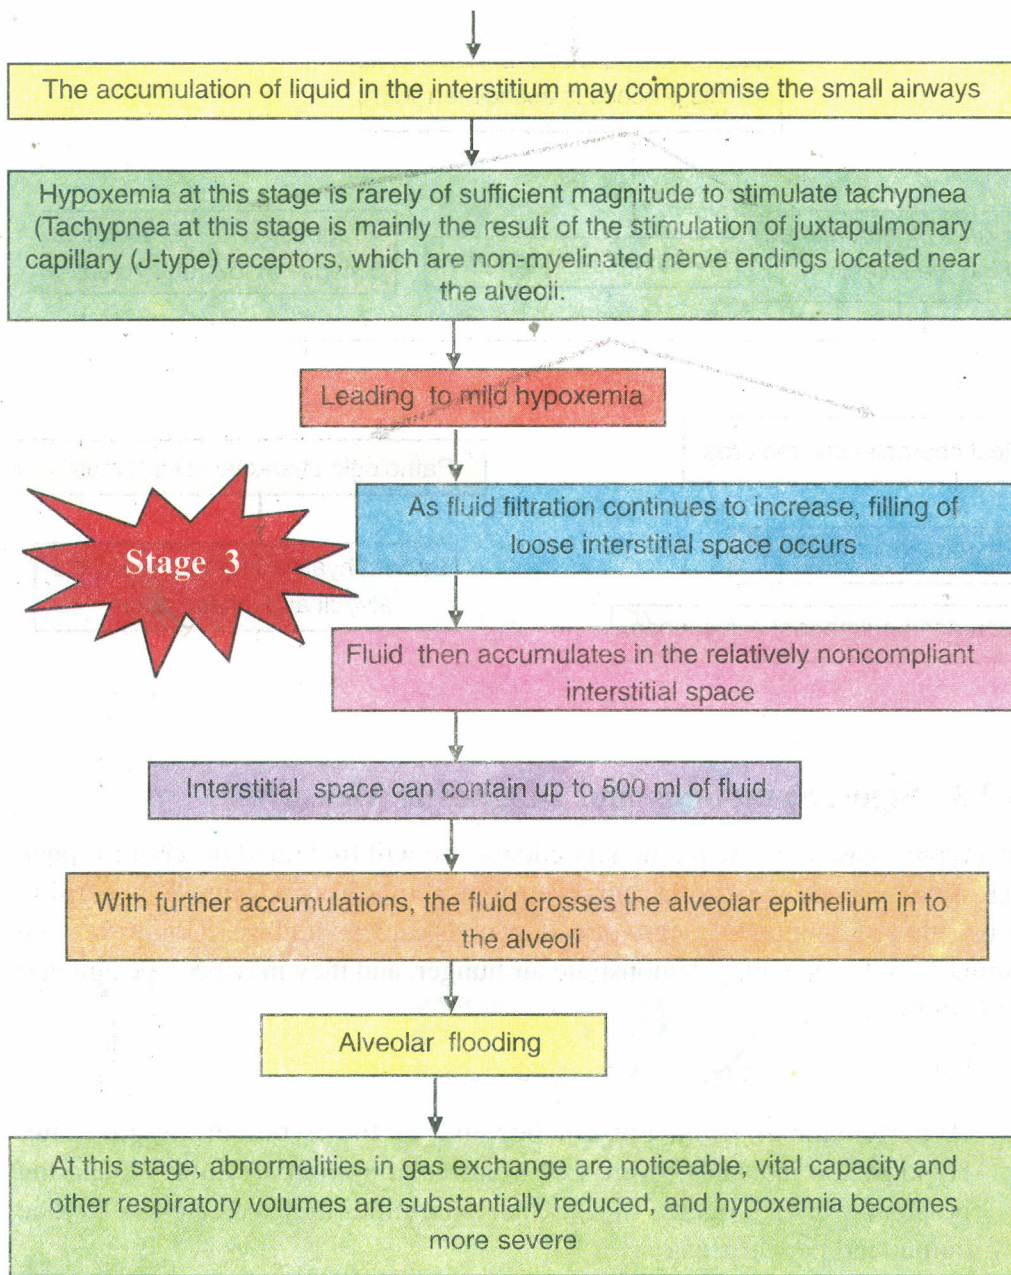 The accumulation of liquid in the interstitium may compromise the small airways
Hypoxemia at this stage is rarely of sufficient magnitude to stimulate tachypnea
(Tachypnea at this stage is mainly the result of the stimulation of juxtapulmonary
capillary (J-type) receptors, which are non-myelinated nerve endings located near
the alveoli.
Leading to mild hypoxemia
As fluid filtration continues to increase, filling of
loose interstitial space occurs
Stage 3
Fluid then accumulates in the relatively noncompliant
interstitial space
Interstitial space can contain up to 500 ml of fluid
With further accumulations, the fluid crosses the alveolar epithelium in to
the alveoli
Alveolar flooding
At this stage, abnormalities in gas exchange are noticeable, vital capacity and
other respiratory volumes are substantially reduced, and hypoxemia becomes
more severe